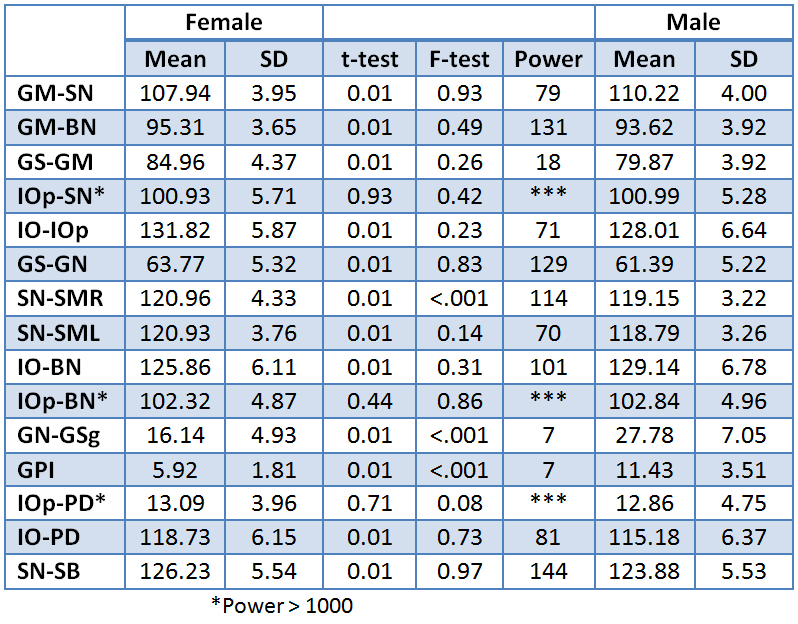 Female Male
Mean SD t-test F-test Power Mean SD
GM-SN 107.94 3.95 0.01 0.93 79 110.22 4.00
GM-BN 95.31 3.65 0.01 0.49 131 93.62 3.92
GS-GM 84.96 4.37 0.01 0.26 18 79.87 3.92
IOp-SN* 100.93 5.71 0.93 0.42 *** 100.99 5.28
IO-IOp 131.82 5.87 0.01 0.23 71 128.01 6.64
GS-GN 63.77 5.32 0.01 0.83 129 61.39 5.22
SN-SMR 120.96 4.33 0.01 <.001 114 119.15 3.22
SN-SML 120.93 3.76 0.01 0.14 70 118.79 3.26
IO-BN 125.86 6.11 0.01 0.31 101 129.14 6.78
IOp-BN* 102.32 4.87 0.44 0.86 *** 102.84 4.96
GN-GSg 16.14 4.93 0.01 <.001 7 27.78 7.05
GPI 5.92 1.81 0.01 <.001 7 11.43 3.51
IOp-PD* 13.09 3.96 0.71 0.08 *** 12.86 4.75
IO-PD 118.73 6.15 0.01 0.73 81 115.18 6.37
SN-SB 126.23 5.54 0.01 0.97 144 123.88 5.53
*Power > 1000